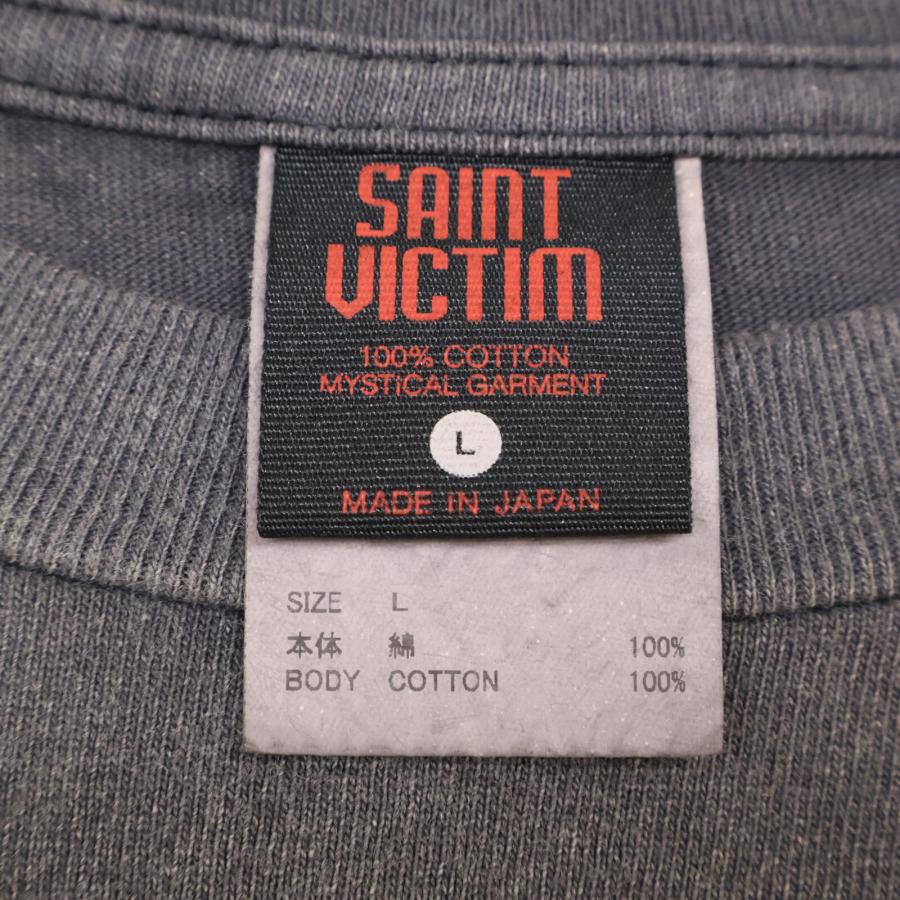 SAINT
VICTIM
100% COTTON
MYSTiCAL GARMENT
L
MADE IN JAPAN
SIZE L
本体 綿 100%
BODY COTTON 100%